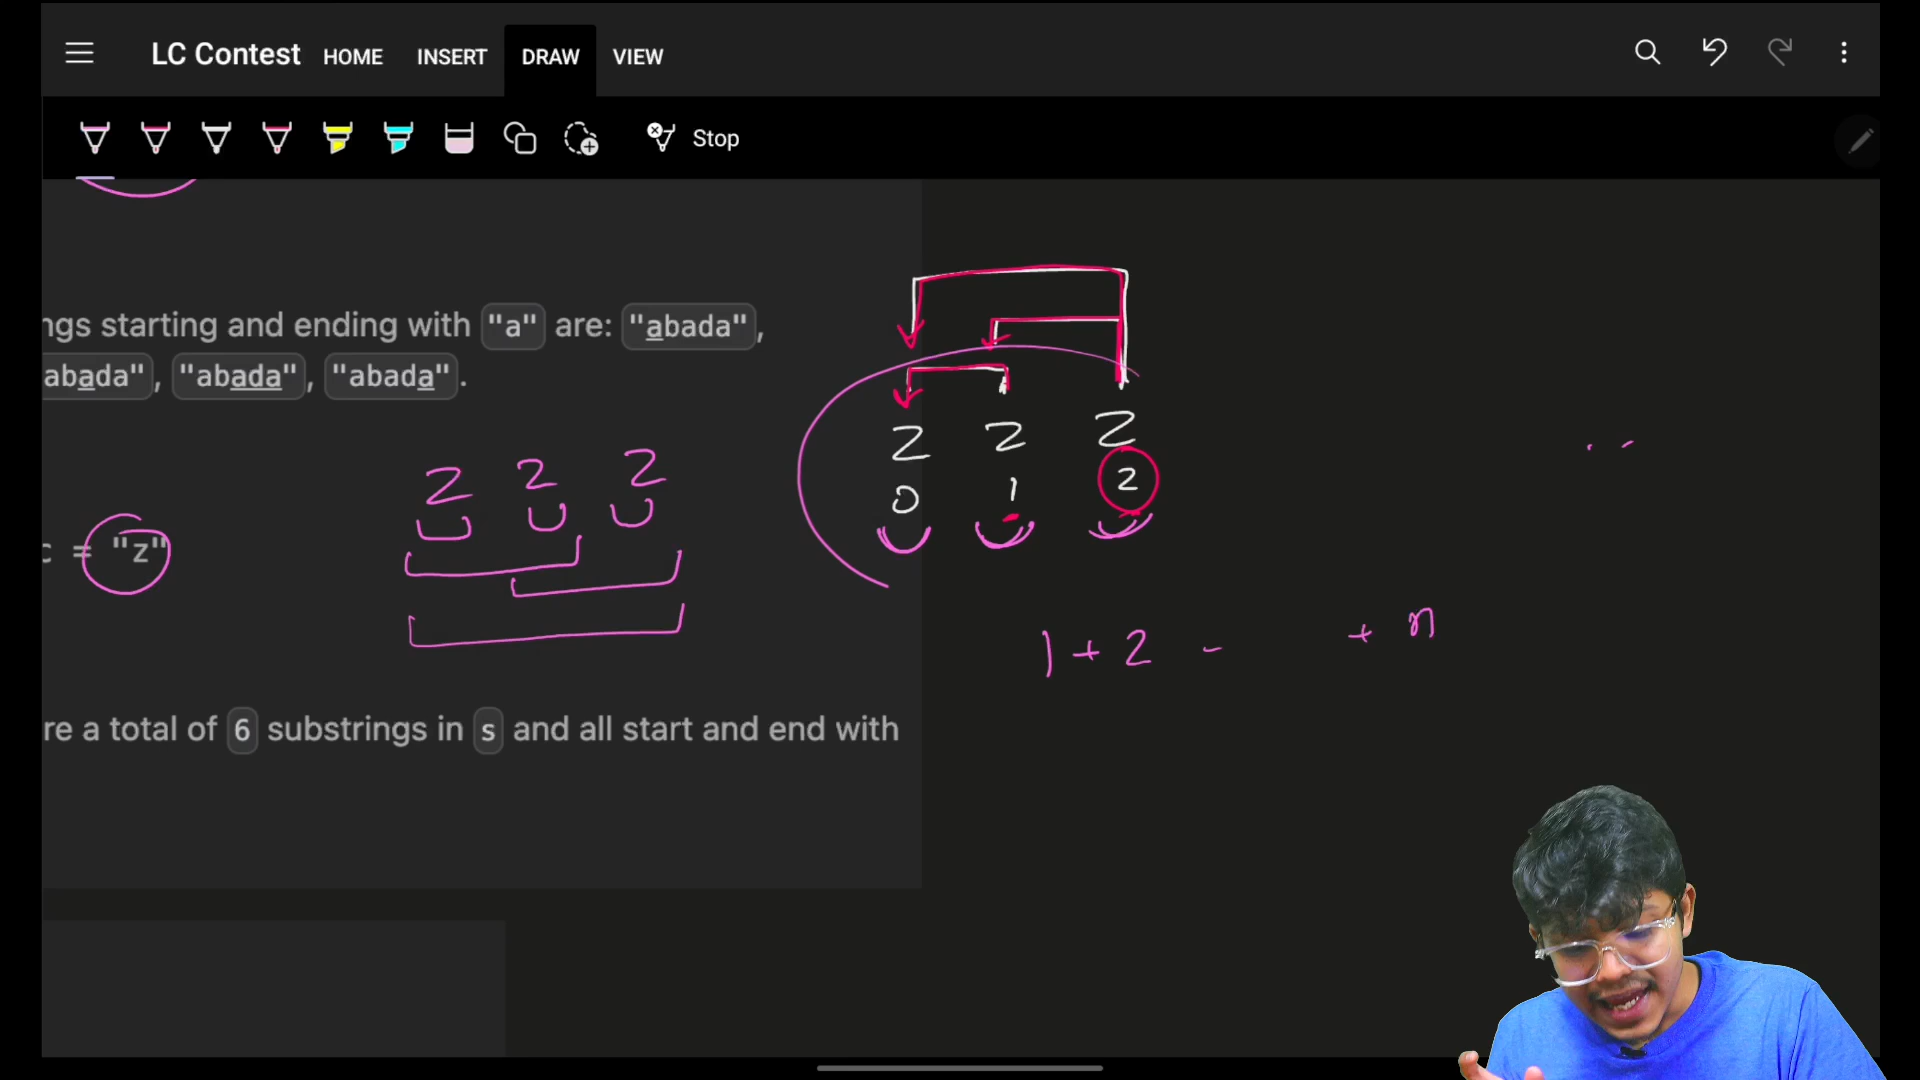 LC Contest HOME INSERT DRAW VIEW
Stop
ngs starting and ending with "a" are: "abada",
abada", "abada", "abada".
z z z
z z z
0 1 2
c = "z"
1 + 2 - + n
re a total of 6 substrings in s and all start and end with